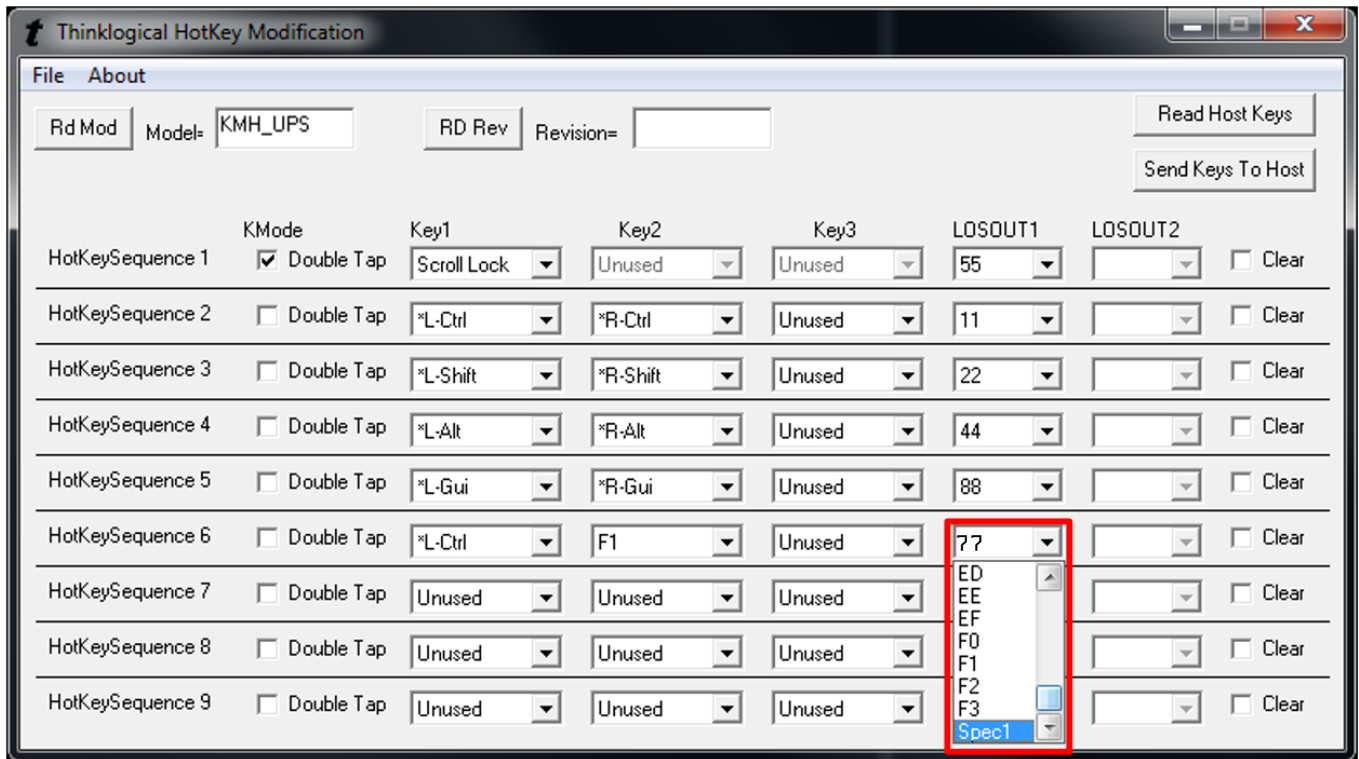 t Thinklogical HotKey Modification
File About
Rd Mod Model= KMH_UPS RD Rev Revision= Read Host Keys
Send Keys To Host
KMode Key1 Key2 Key3 LOSOUT1 LOSOUT2
HotKeySequence 1 Double Tap Scroll Lock Unused Unused 55 Clear
HotKeySequence 2 Double Tap *L-Ctrl *R-Ctrl Unused 11 Clear
HotKeySequence 3 Double Tap *L-Shift *R-Shift Unused 22 Clear
HotKeySequence 4 Double Tap *L-Alt *R-Alt Unused 44 Clear
HotKeySequence 5 Double Tap *L-Gui *R-Gui Unused 88 Clear
HotKeySequence 6 Double Tap *L-Ctrl F1 Unused 77 Clear
ED
HotKeySequence 7 Double Tap Unused Unused Unused EE Clear
EF
F0
HotKeySequence 8 Double Tap Unused Unused Unused F1 Clear
F2
HotKeySequence 9 Double Tap Unused Unused Unused F3 Clear
Spec1